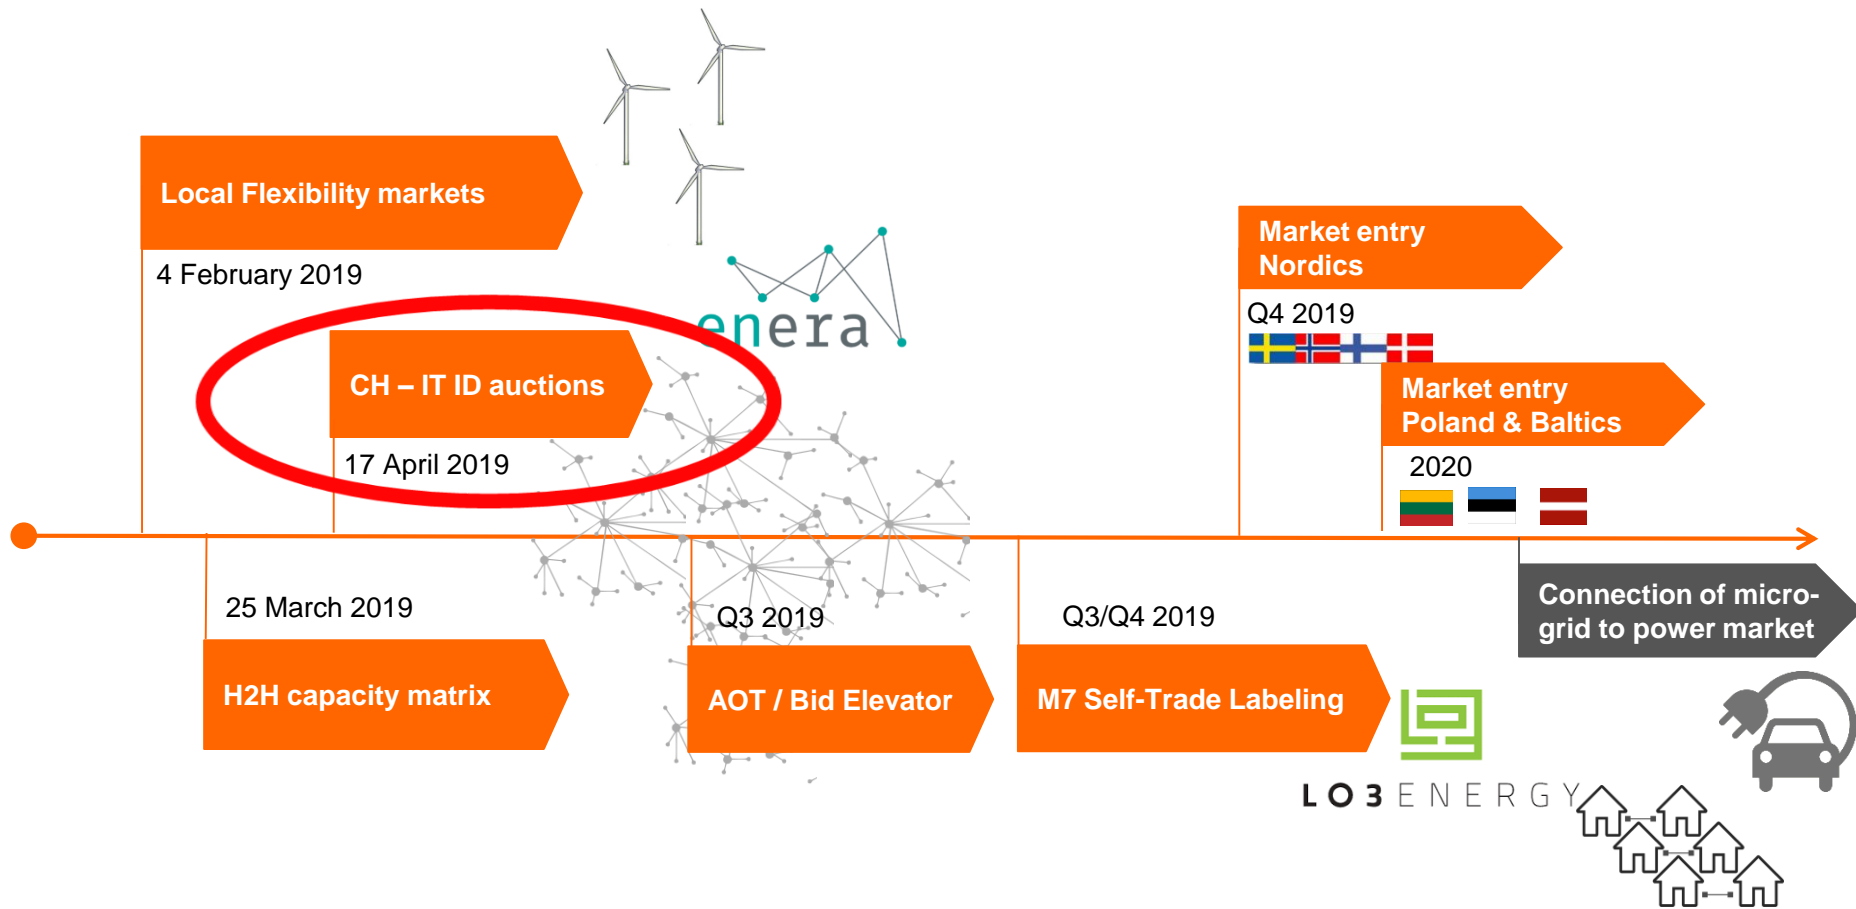 Local Flexibility markets
4 February 2019
enera
CH – IT ID auctions
17 April 2019
Market entry
Nordics
Q4 2019
Market entry
Poland & Baltics
2020
25 March 2019
H2H capacity matrix
Q3 2019
AOT / Bid Elevator
Q3/Q4 2019
M7 Self-Trade Labeling
Connection of micro-
grid to power market
LO3 ENERGY